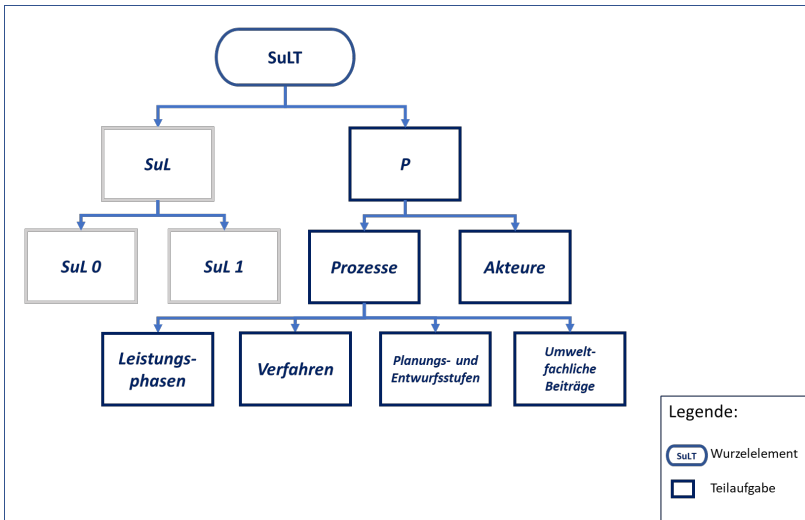 SuLT
SuL
P
SuL 0
SuL 1
Prozesse
Akteure
Leistungs-
phasen
Verfahren
Planungs- und
Entwurfsstufen
Umwelt-
fachliche
Beiträge
Legende:
SuLT
Wurzelelement
Teilaufgabe